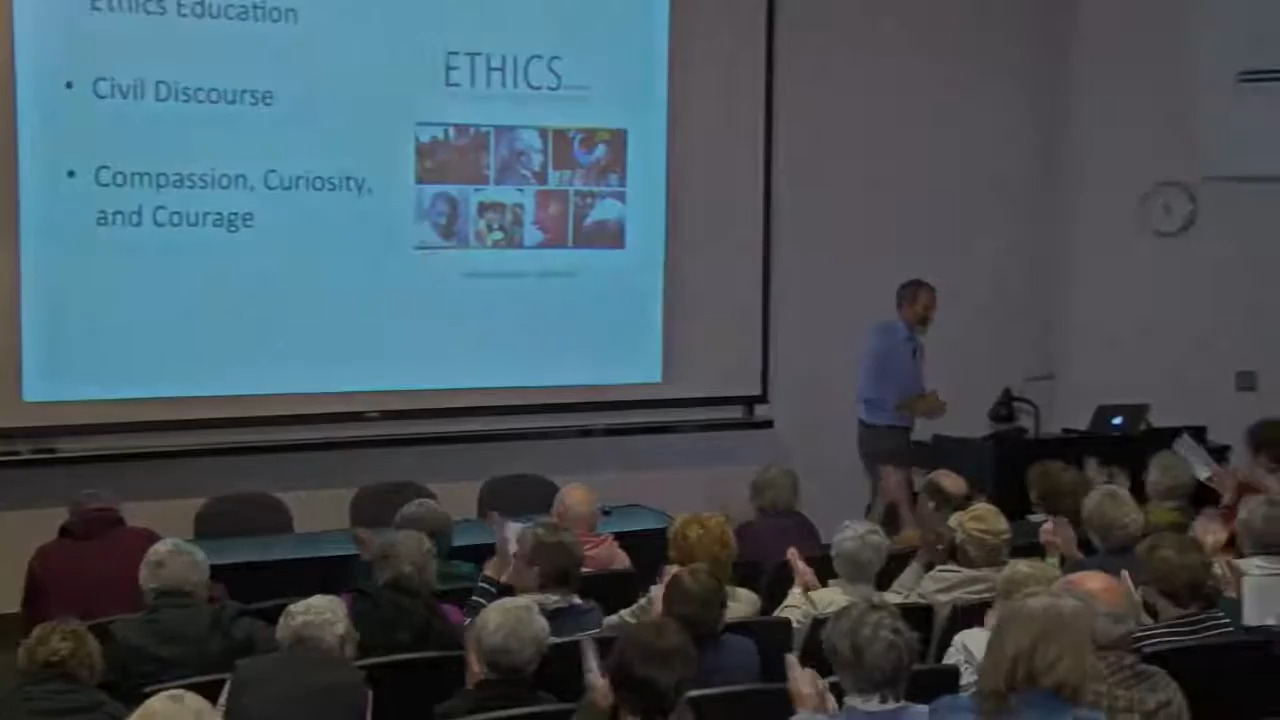 Ethics Education
• Civil Discourse
• Compassion, Curiosity,
and Courage
ETHICS